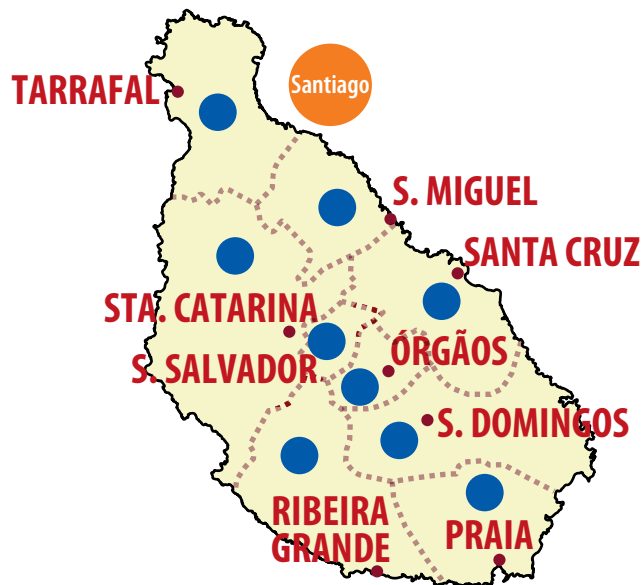 Santiago
TARRAFAL
S. MIGUEL
SANTA CRUZ
STA. CATARINA
S. SALVADOR
ÓRGÃOS
S. DOMINGOS
RIBEIRA
GRANDE
PRAIA